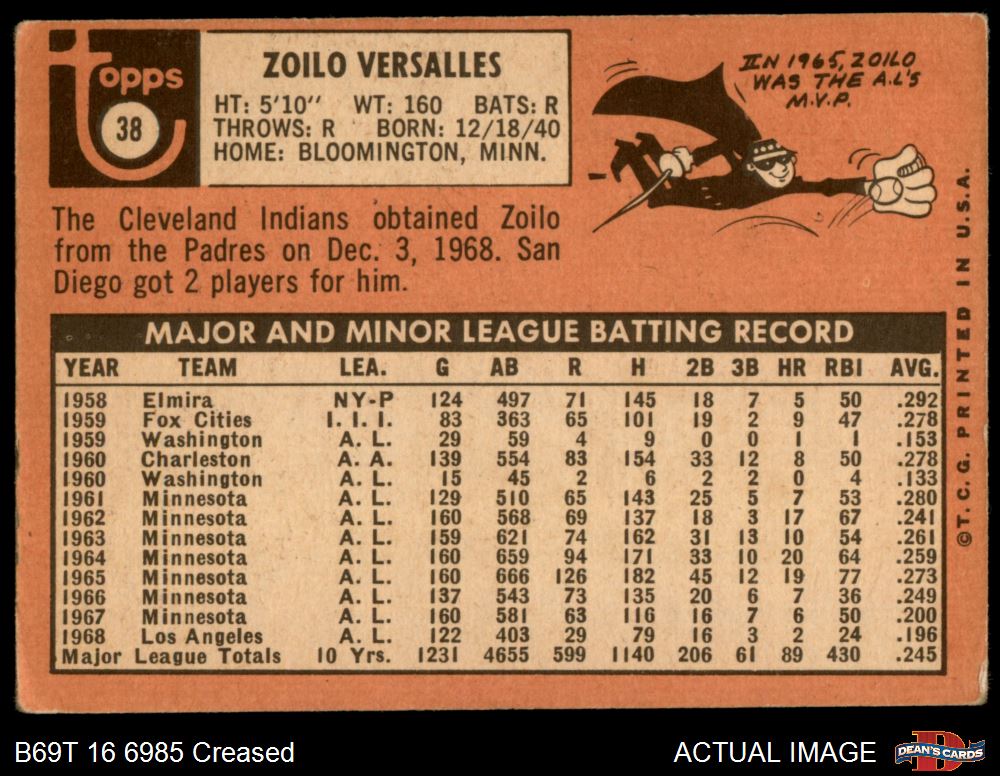 Topps
38
ZOILO VERSALLES
HT: 5'10" WT: 160 BATS: R
THROWS: R BORN: 12/18/40
HOME: BLOOMINGTON, MINN.
IN 1965, ZOILO
WAS THE A.L'S
M.V.P.
The Cleveland Indians obtained Zoilo
from the Padres on Dec. 3, 1968. San
Diego got 2 players for him.
MAJOR AND MINOR LEAGUE BATTING RECORD
YEAR TEAM LEA. G AB R H 2B 3B HR RBI AVG.
1958 Elmira NY-P 124 497 71 145 18 7 5 50 .292
1959 Fox Cities I. I. I. 83 363 65 101 19 2 9 47 .278
1959 Washington A. L. 29 59 4 9 0 0 1 1 .153
1960 Charleston A. A. 139 554 83 154 33 12 8 50 .278
1960 Washington A. L. 15 45 2 6 2 2 0 4 .133
1961 Minnesota A. L. 129 510 65 143 25 5 7 53 .280
1962 Minnesota A. L. 160 568 69 137 18 3 17 67 .241
1963 Minnesota A. L. 159 621 74 162 31 13 10 54 .261
1964 Minnesota A. L. 160 659 94 171 33 10 20 64 .259
1965 Minnesota A. L. 160 666 126 182 45 12 19 77 .273
1966 Minnesota A. L. 137 543 73 135 20 6 7 36 .249
1967 Minnesota A. L. 160 581 63 116 16 7 6 50 .200
1968 Los Angeles A. L. 122 403 29 79 16 3 2 24 .196
Major League Totals 10 Yrs. 1231 4655 599 1140 206 61 89 430 .245
©T. C. G. PRINTED IN U.S.A.
B69T 16 6985 Creased
ACTUAL IMAGE
DEAN'S CARDS